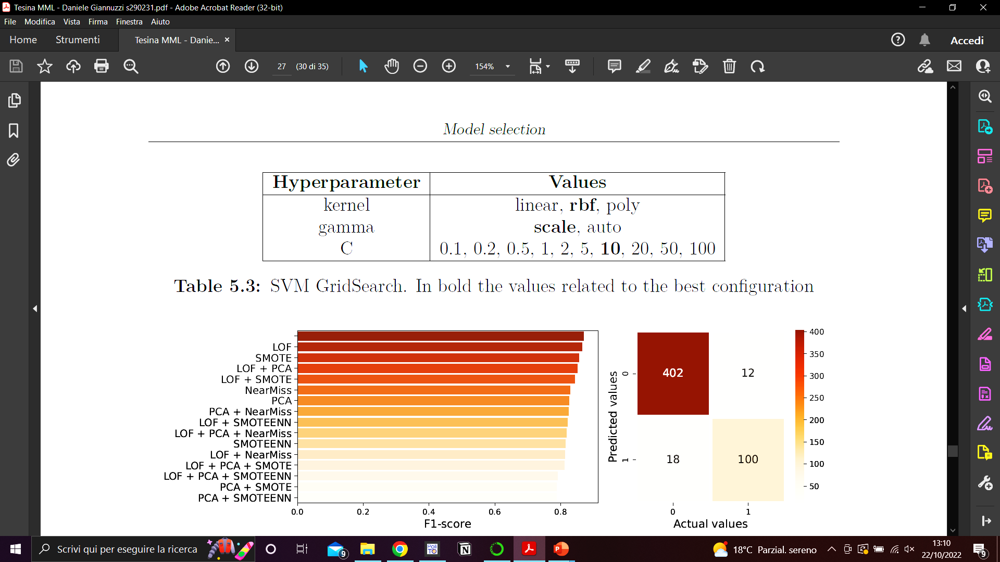 Tesina MML - Daniele Giannuzzi s290231.pdf - Adobe Acrobat Reader (32-bit)
File Modifica Vista Firma Finestra Aiuto
Home Strumenti Tesina MML - Danie... × Accedi
27 (30 di 35) 154%
Model selection
Hyperparameter Values
kernel linear, rbf, poly
gamma scale, auto
C 0.1, 0.2, 0.5, 1, 2, 5, 10, 20, 50, 100
Table 5.3: SVM GridSearch. In bold the values related to the best configuration
LOF
SMOTE
LOF + PCA
LOF + SMOTE
NearMiss
PCA
PCA + NearMiss
LOF + SMOTEENN
LOF + PCA + NearMiss
SMOTEENN
LOF + NearMiss
LOF + PCA + SMOTE
LOF + PCA + SMOTEENN
PCA + SMOTE
PCA + SMOTEENN
0.0 0.2 0.4 0.6 0.8
F1-score
Predicted values
0 402 12
1 18 100
0 1
Actual values
400
350
300
250
200
150
100
50
Scrivi qui per eseguire la ricerca
9
Poli
TO
N
P
18°C Parzial. sereno
13:10
22/10/2022
9